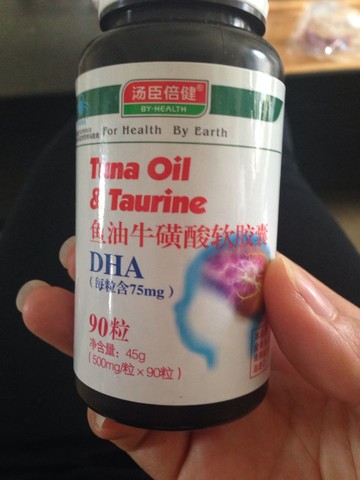 汤臣倍健®
BY-HEALTH
For Health By Earth
Tuna Oil
& Taurine
鱼油牛磺酸软胶囊
DHA
(每粒含75mg)
90粒
净含量：45g
(500mg/粒×90粒)